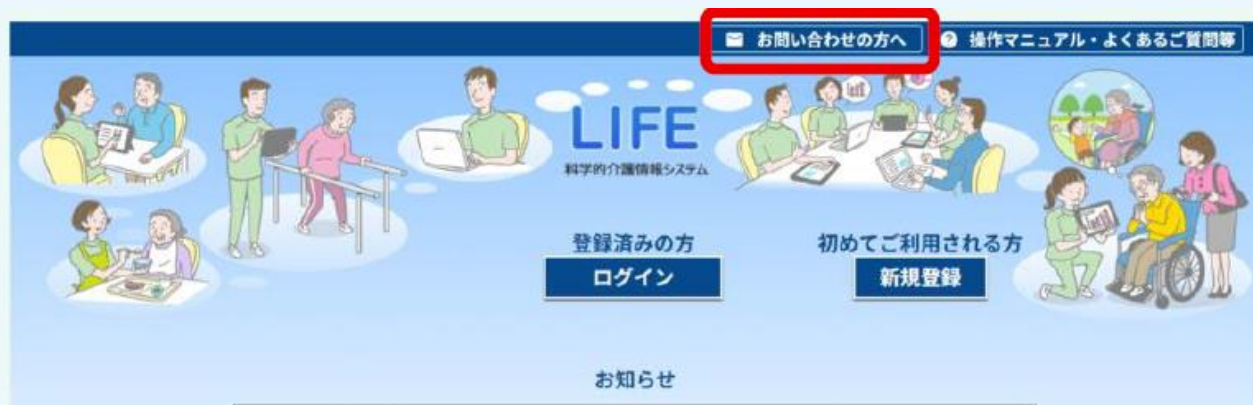 お問い合わせの方へ
操作マニュアル・よくあるご質問等
LIFE
科学的介護情報システム
登録済みの方
初めてご利用される方
ログイン
新規登録
お知らせ